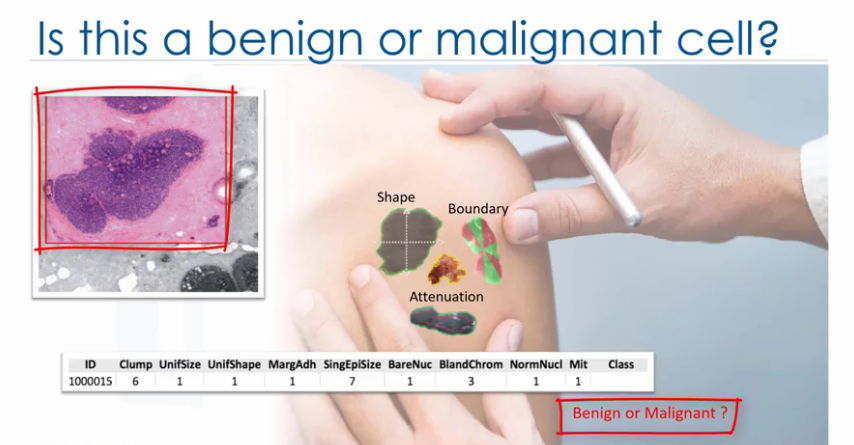 Is this a benign or malignant cell?
Shape
Boundary
Attenuation
ID Clump UnifSize UnifShape MargAdh SingEpiSize BareNuc BlandChrom NormNucl Mit Class
1000015 6 1 1 1 7 1 3 1 1
Benign or Malignant ?